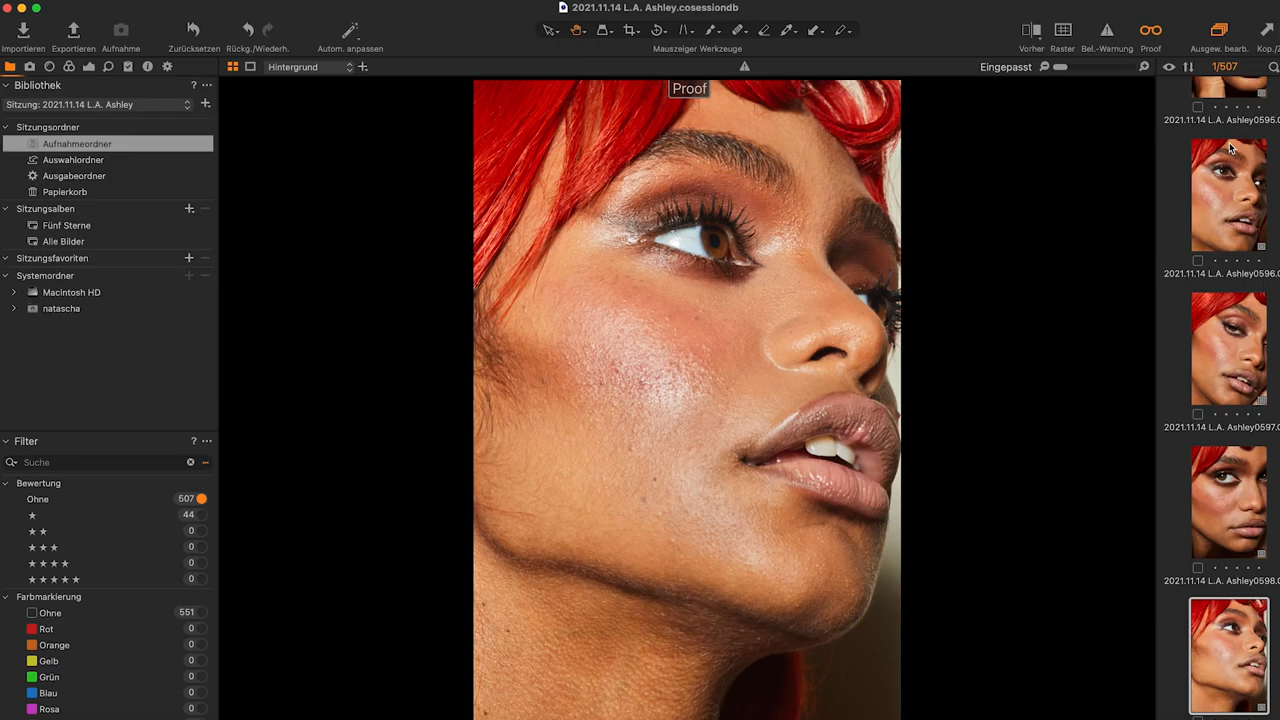 2021.11.14 L.A. Ashley.cosessiondb
Importieren
Exportieren
Aufnahme
Zurücksetzen
Rückg./Wiederh.
Autom. anpassen
Mauszeiger Werkzeuge
Vorher
Raster
Bel.-Warnung
Proof
Ausgew. bearb.
Kop./
Hintergrund
Eingepasst
1/507
Bibliothek
? ...
Sitzung: 2021.11.14 L.A. Ashley
Sitzungsordner
Aufnahmeordner
Auswahlordner
Ausgabeordner
Papierkorb
Sitzungsalben
Fünf Sterne
Alle Bilder
Sitzungsfavoriten
Systemordner
Macintosh HD
natascha
Filter
? ...
Suche
Bewertung
Ohne 507
44
0
0
0
0
Farbmarkierung
Ohne 551
Rot 0
Orange 0
Gelb 0
Grün 0
Blau 0
Rosa 0
Proof
2021.11.14 L.A. Ashley0595.
2021.11.14 L.A. Ashley0596.
2021.11.14 L.A. Ashley0597.
2021.11.14 L.A. Ashley0598.